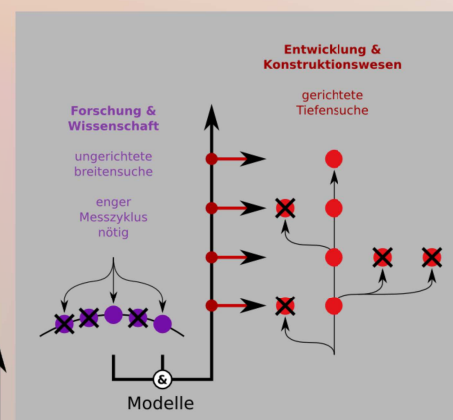 Forschung &
Wissenschaft
ungerichtete
breitensuche
enger
Messzyklus
nötig
Entwicklung &
Konstruktionswesen
gerichtete
Tiefensuche
&
Modelle